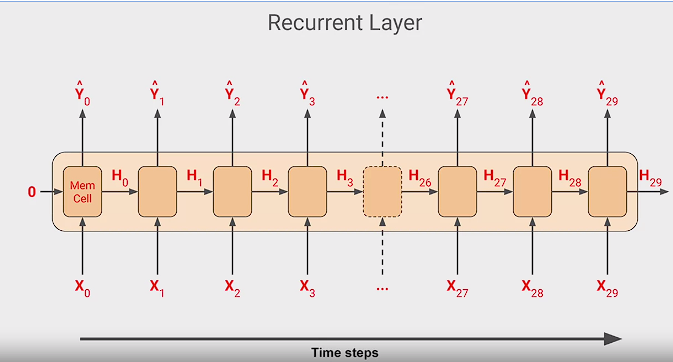 Recurrent Layer
Ŷ₀ Ŷ₁ Ŷ₂ Ŷ₃ ... Ŷ₂₇ Ŷ₂₈ Ŷ₂₉
0 Mem Cell H₀ H₁ H₂ H₃ H₂₆ H₂₇ H₂₈ H₂₉
X₀ X₁ X₂ X₃ ... X₂₇ X₂₈ X₂₉
Time steps